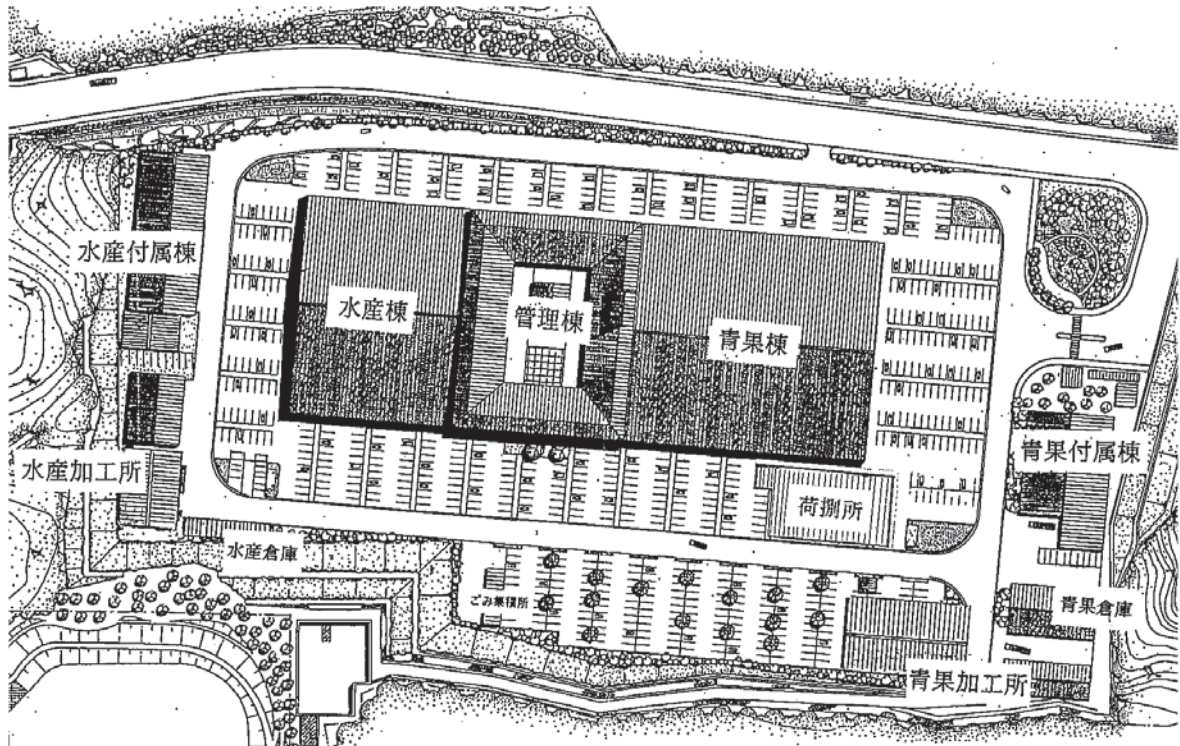 水産付属棟
水産棟
管理棟
青果棟
水産加工所
青果付属棟
荷捌所
水産倉庫
ごみ集積所
青果倉庫
青果加工所